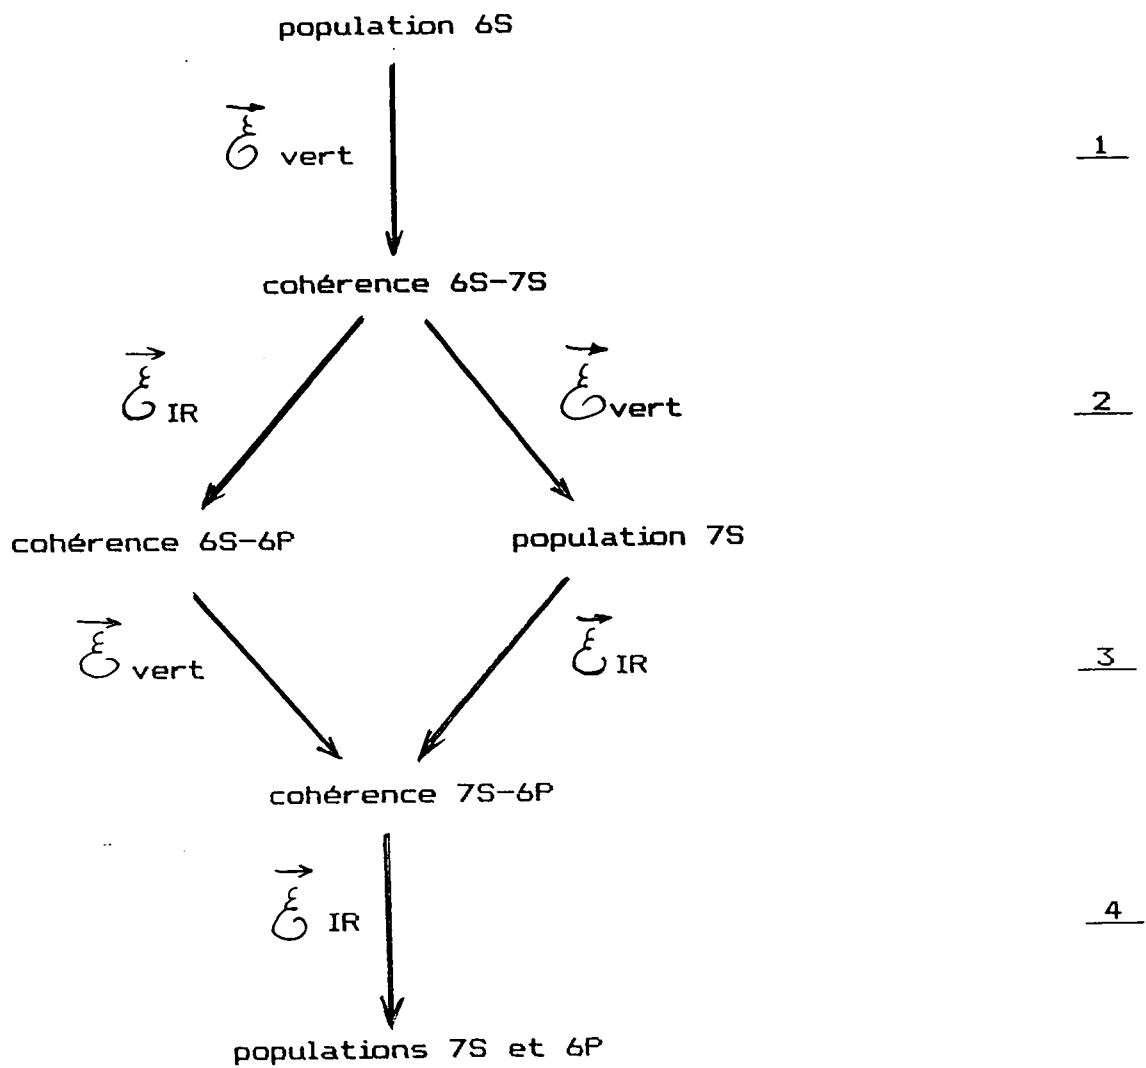 population 6S
ℰ vert
1
cohérence 6S-7S
ℰ IR
ℰ vert
2
cohérence 6S-6P
population 7S
ℰ vert
ℰ IR
3
cohérence 7S-6P
ℰ IR
4
populations 7S et 6P